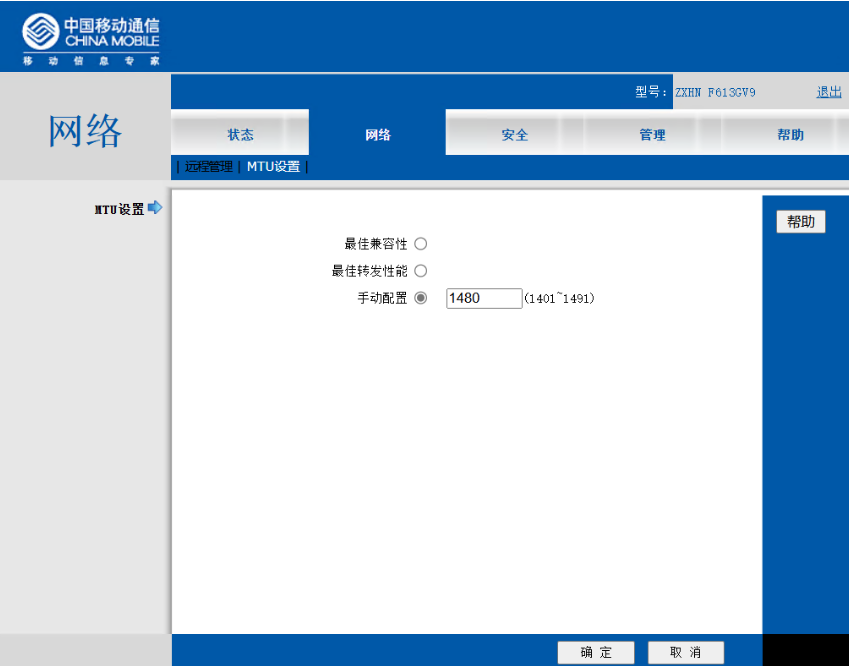 中国移动通信
CHINA MOBILE
移动信息专家
型号: ZXHN F613GV9 退出
网络
状态 网络 安全 管理 帮助
| 远程管理 | MTU设置 |
MTU设置
帮助
最佳兼容性
最佳转发性能
手动配置 1480 (1401~1491)
确定 取消